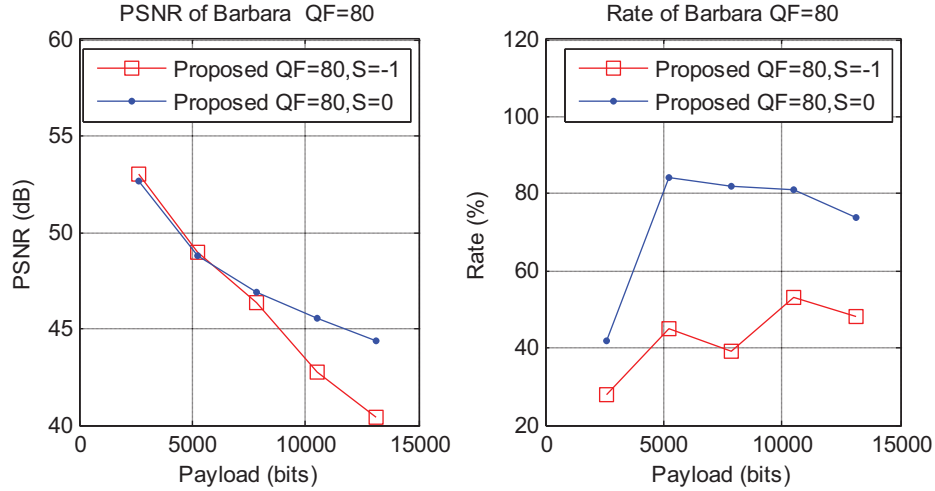 PSNR of Barbara  QF=80
60
55
50
45
40
PSNR (dB)
Proposed QF=80,S=-1
Proposed QF=80,S=0
0
5000
10000
15000
Payload (bits)
Rate of Barbara QF=80
120
100
80
60
40
20
Rate (%)
Proposed QF=80,S=-1
Proposed QF=80,S=0
0
5000
10000
15000
Payload (bits)